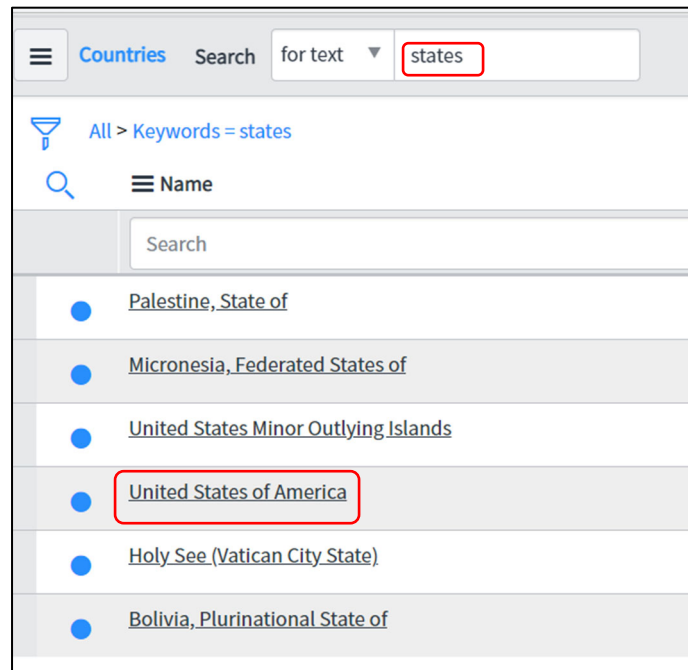 Countries Search for text states
All > Keywords = states
Name
Search
Palestine, State of
Micronesia, Federated States of
United States Minor Outlying Islands
United States of America
Holy See (Vatican City State)
Bolivia, Plurinational State of